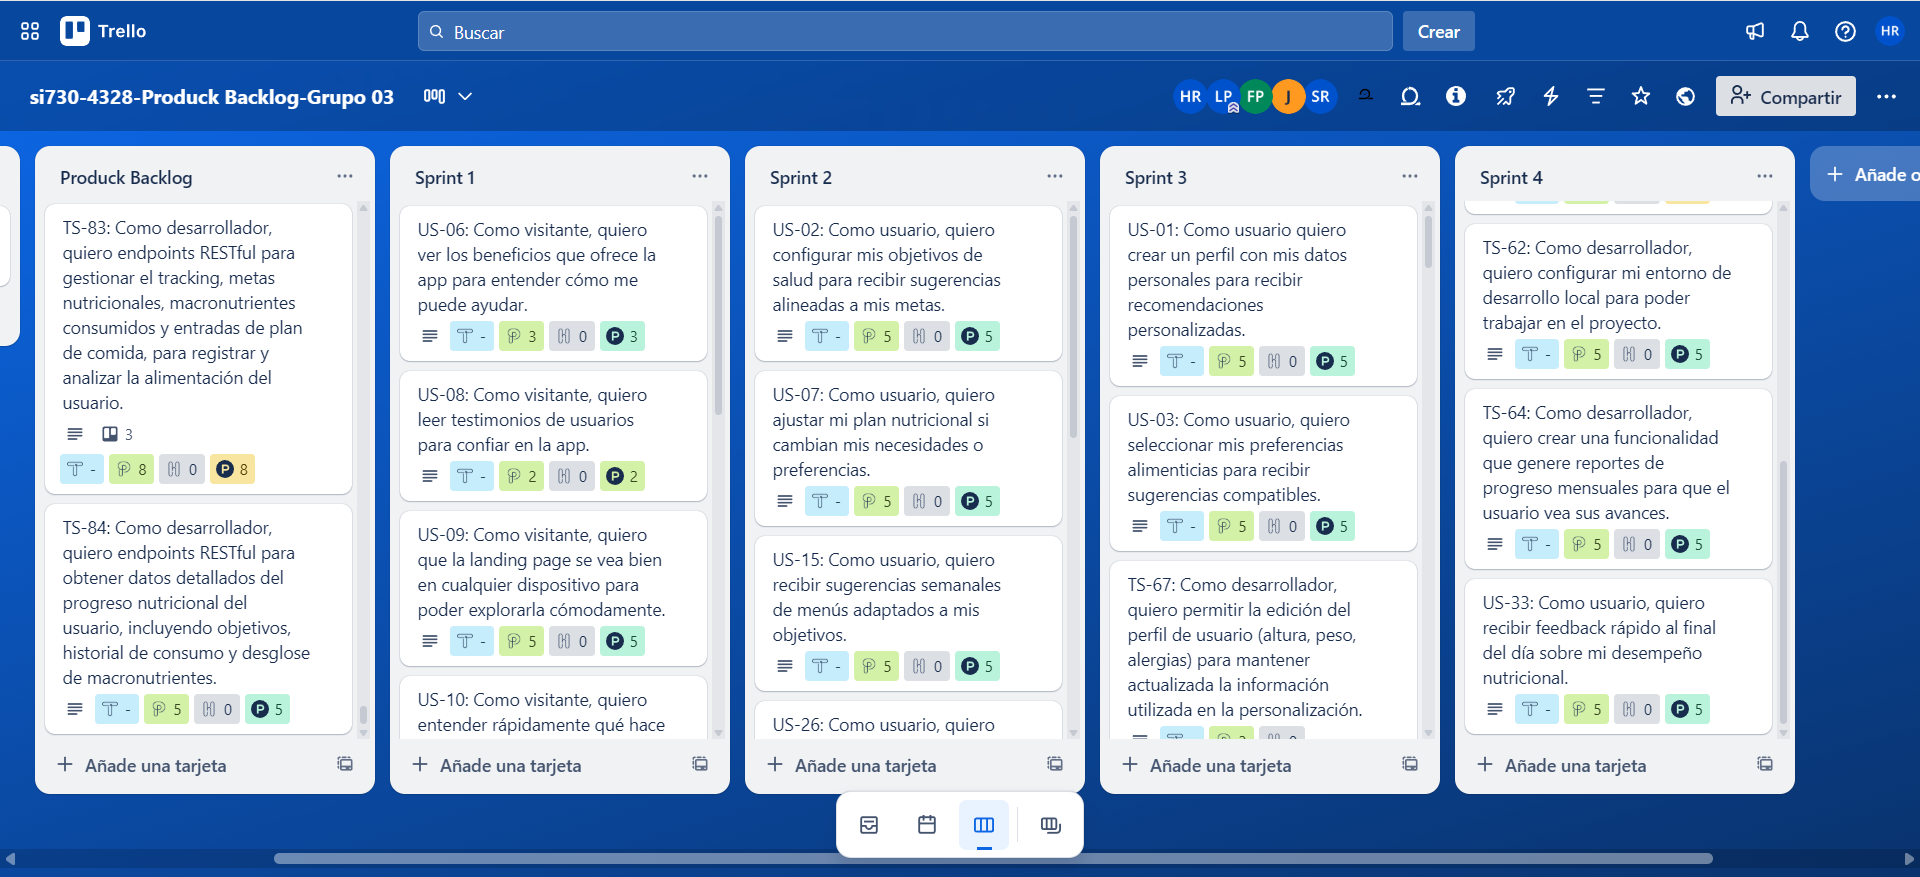 Trello
Buscar
Crear
HR
si730-4328-Produck Backlog-Grupo 03
HR
LP
FP
J
SR
Compartir
Produck Backlog
TS-83: Como desarrollador,
quiero endpoints RESTful para
gestionar el tracking, metas
nutricionales, macronutrientes
consumidos y entradas de plan
de comida, para registrar y
analizar la alimentación del
usuario.
3
T - P 8 H 0 P 8
TS-84: Como desarrollador,
quiero endpoints RESTful para
obtener datos detallados del
progreso nutricional del
usuario, incluyendo objetivos,
historial de consumo y desglose
de macronutrientes.
T - P 5 H 0 P 5
Añade una tarjeta
Sprint 1
US-06: Como visitante, quiero
ver los beneficios que ofrece la
app para entender cómo me
puede ayudar.
T - P 3 H 0 P 3
US-08: Como visitante, quiero
leer testimonios de usuarios
para confiar en la app.
T - P 2 H 0 P 2
US-09: Como visitante, quiero
que la landing page se vea bien
en cualquier dispositivo para
poder explorarla cómodamente.
T - P 5 H 0 P 5
US-10: Como visitante, quiero
entender rápidamente qué hace
Añade una tarjeta
Sprint 2
US-02: Como usuario, quiero
configurar mis objetivos de
salud para recibir sugerencias
alineadas a mis metas.
T - P 5 H 0 P 5
US-07: Como usuario, quiero
ajustar mi plan nutricional si
cambian mis necesidades o
preferencias.
T - P 5 H 0 P 5
US-15: Como usuario, quiero
recibir sugerencias semanales
de menús adaptados a mis
objetivos.
T - P 5 H 0 P 5
US-26: Como usuario, quiero
Añade una tarjeta
Sprint 3
US-01: Como usuario quiero
crear un perfil con mis datos
personales para recibir
recomendaciones
personalizadas.
T - P 5 H 0 P 5
US-03: Como usuario, quiero
seleccionar mis preferencias
alimenticias para recibir
sugerencias compatibles.
T - P 5 H 0 P 5
TS-67: Como desarrollador,
quiero permitir la edición del
perfil de usuario (altura, peso,
alergias) para mantener
actualizada la información
utilizada en la personalización.
Añade una tarjeta
Sprint 4
TS-62: Como desarrollador,
quiero configurar mi entorno de
desarrollo local para poder
trabajar en el proyecto.
T - P 5 H 0 P 5
TS-64: Como desarrollador,
quiero crear una funcionalidad
que genere reportes de
progreso mensuales para que el
usuario vea sus avances.
T - P 5 H 0 P 5
US-33: Como usuario, quiero
recibir feedback rápido al final
del día sobre mi desempeño
nutricional.
T - P 5 H 0 P 5
Añade una tarjeta
Añade o